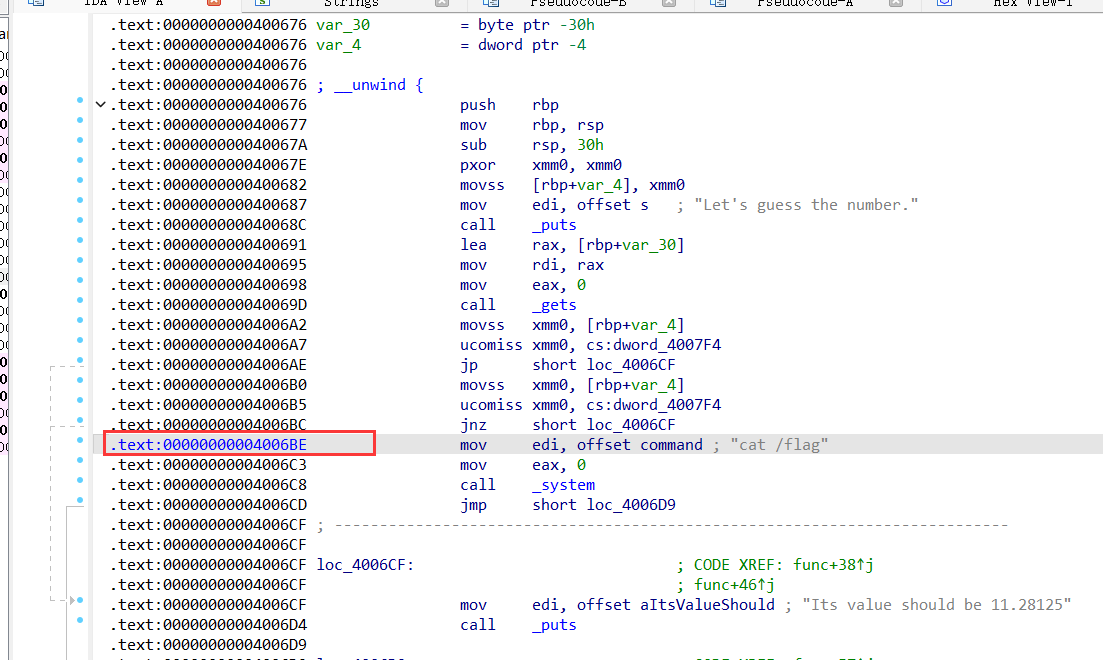 IDA View-A Strings Pseudocode-B Pseudocode-A Hex View-1
.text:0000000000400676 var_30 = byte ptr -30h
.text:0000000000400676 var_4 = dword ptr -4
.text:0000000000400676
.text:0000000000400676 ; __unwind {
.text:0000000000400676 push rbp
.text:0000000000400677 mov rbp, rsp
.text:000000000040067A sub rsp, 30h
.text:000000000040067E pxor xmm0, xmm0
.text:0000000000400682 movss [rbp+var_4], xmm0
.text:0000000000400687 mov edi, offset s ; "Let's guess the number."
.text:000000000040068C call _puts
.text:0000000000400691 lea rax, [rbp+var_30]
.text:0000000000400695 mov rdi, rax
.text:0000000000400698 mov eax, 0
.text:000000000040069D call _gets
.text:00000000004006A2 movss xmm0, [rbp+var_4]
.text:00000000004006A7 ucomiss xmm0, cs:dword_4007F4
.text:00000000004006AE jp short loc_4006CF
.text:00000000004006B0 movss xmm0, [rbp+var_4]
.text:00000000004006B5 ucomiss xmm0, cs:dword_4007F4
.text:00000000004006BC jnz short loc_4006CF
.text:00000000004006BE mov edi, offset command ; "cat /flag"
.text:00000000004006C3 mov eax, 0
.text:00000000004006C8 call _system
.text:00000000004006CD jmp short loc_4006D9
.text:00000000004006CF ; ---------------------------------------------------------------------------
.text:00000000004006CF
.text:00000000004006CF loc_4006CF: ; CODE XREF: func+38↑j
.text:00000000004006CF ; func+46↑j
.text:00000000004006CF mov edi, offset aItsValueShould ; "Its value should be 11.28125"
.text:00000000004006D4 call _puts
.text:00000000004006D9